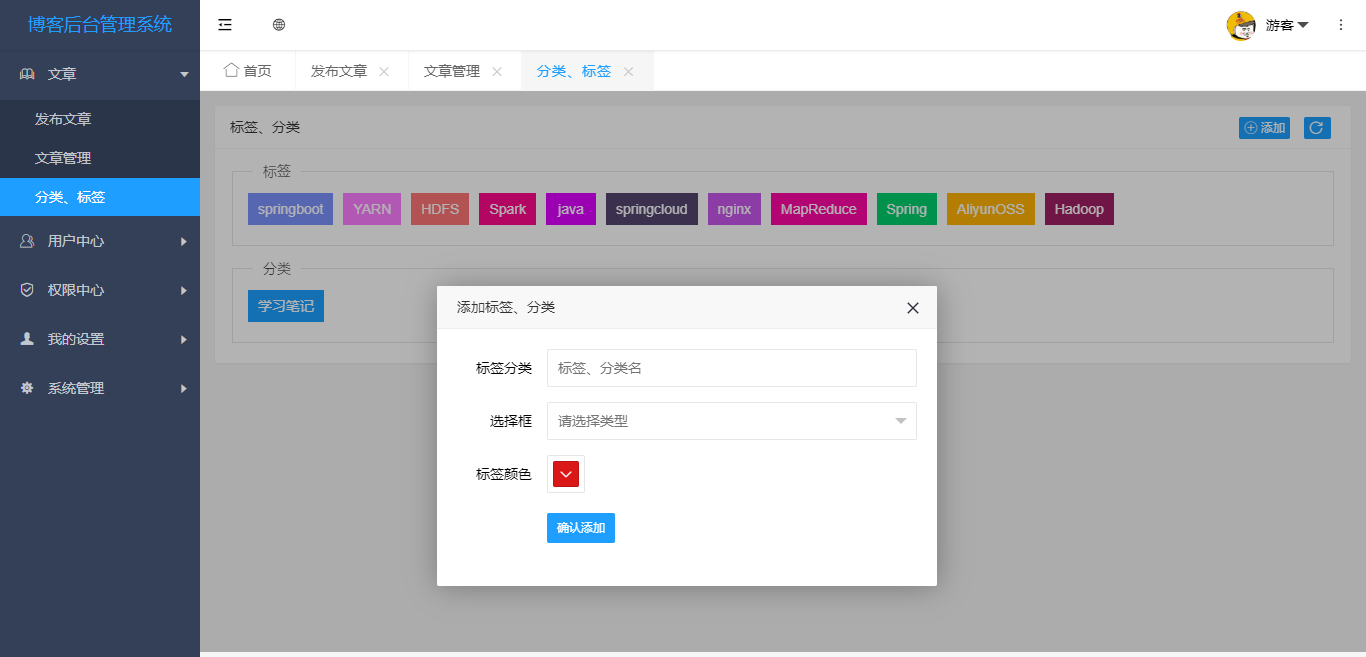 博客后台管理系统
游客
文章
首页
发布文章
文章管理
分类、标签
发布文章
文章管理
分类、标签
用户中心
权限中心
我的设置
系统管理
标签、分类
添加
标签
springboot
YARN
HDFS
Spark
java
springcloud
nginx
MapReduce
Spring
AliyunOSS
Hadoop
分类
学习笔记
添加标签、分类
标签分类
标签、分类名
选择框
请选择类型
标签颜色
确认添加